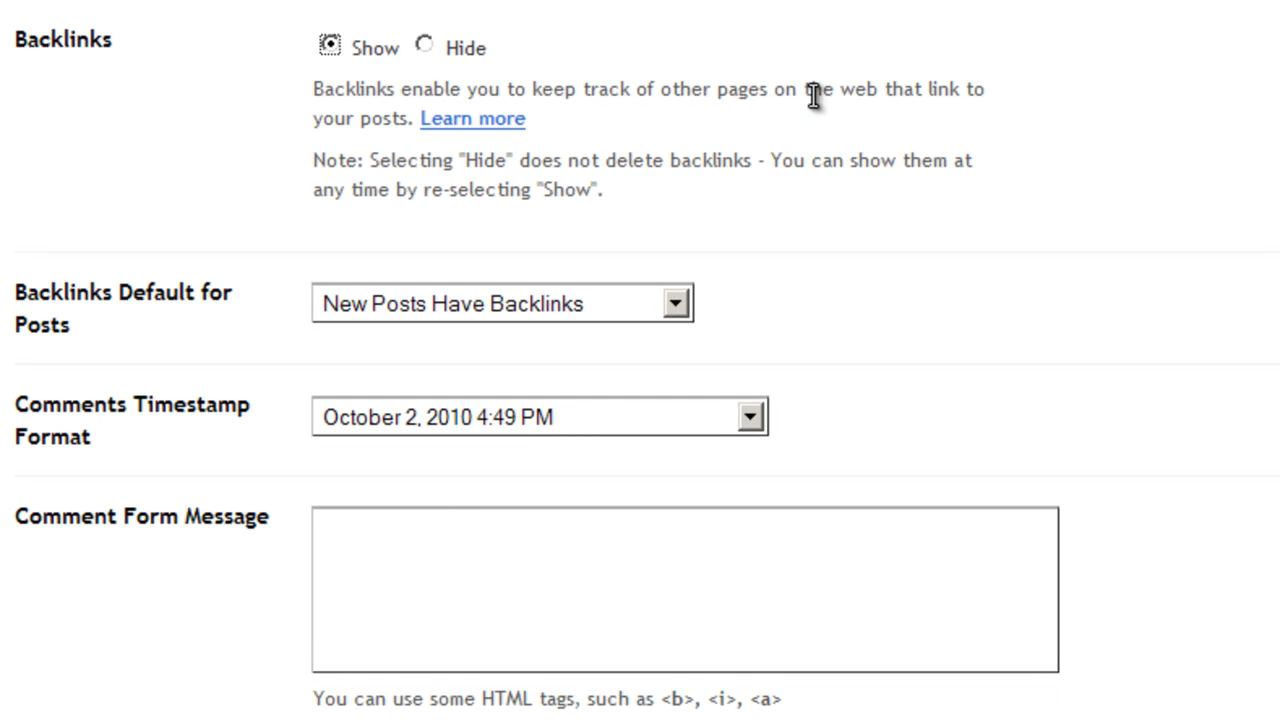 Backlinks
Show Hide
Backlinks enable you to keep track of other pages on the web that link to
your posts. Learn more
Note: Selecting "Hide" does not delete backlinks - You can show them at
any time by re-selecting "Show".
Backlinks Default for
Posts
New Posts Have Backlinks
Comments Timestamp
Format
October 2, 2010 4:49 PM
Comment Form Message
You can use some HTML tags, such as <b>, <i>, <a>